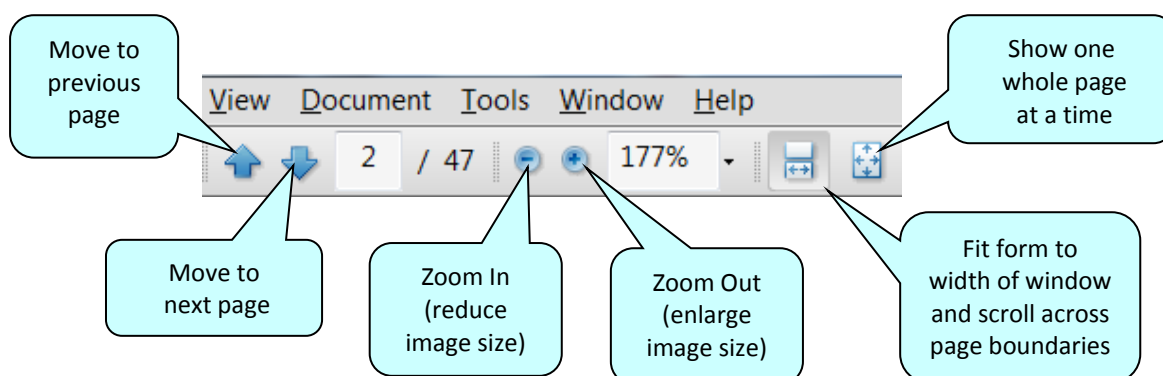 Move to
previous
page
Show one
whole page
at a time
View Document Tools Window Help
2 / 47 177%
Move to
next page
Zoom In
(reduce
image size)
Zoom Out
(enlarge
image size)
Fit form to
width of window
and scroll across
page boundaries